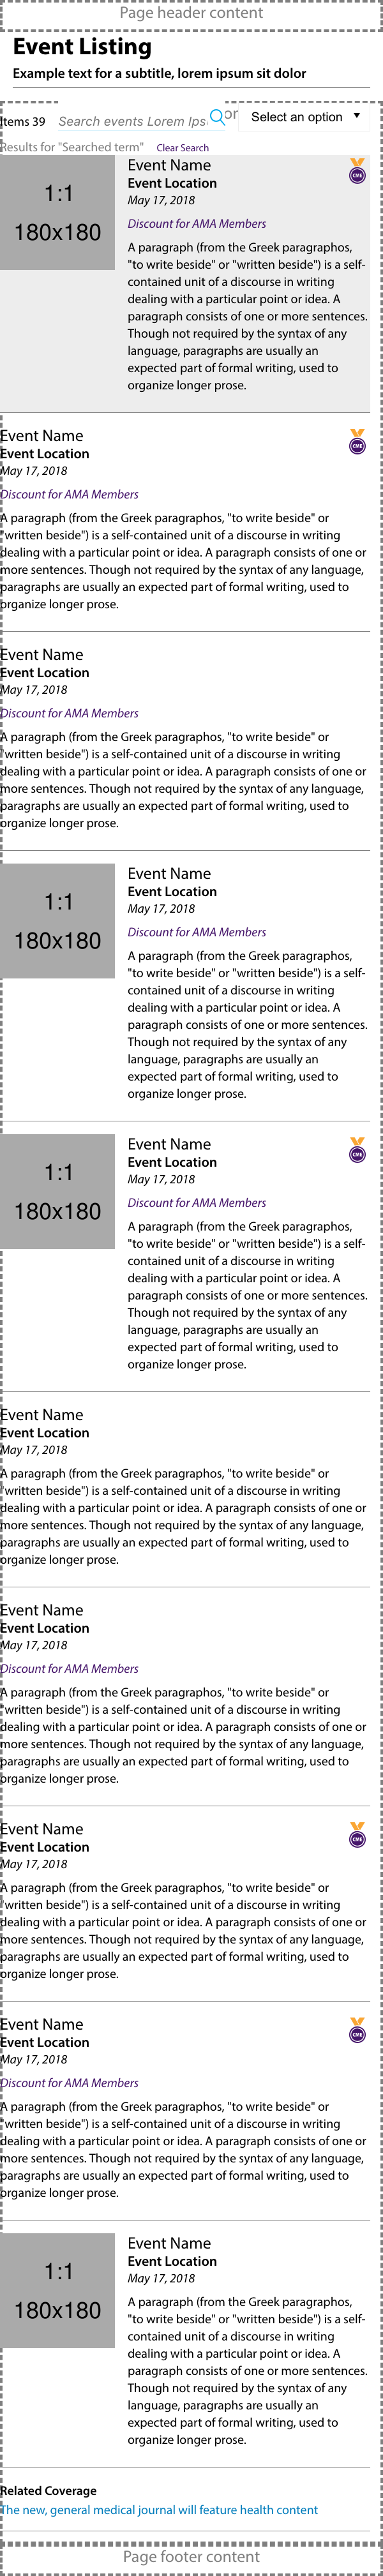 Page header content
Event Listing
Example text for a subtitle, lorem ipsum sit dolor
Items 39 Search events Lorem Ips or Select an option
Results for "Searched term" Clear Search
1:1
180x180
Event Name
CME
Event Location
May 17, 2018
Discount for AMA Members
A paragraph (from the Greek paragraphos,
"to write beside" or "written beside") is a self-
contained unit of a discourse in writing
dealing with a particular point or idea. A
paragraph consists of one or more sentences.
Though not required by the syntax of any
language, paragraphs are usually an
expected part of formal writing, used to
organize longer prose.
Event Name
CME
Event Location
May 17, 2018
Discount for AMA Members
A paragraph (from the Greek paragraphos, "to write beside" or
"written beside") is a self-contained unit of a discourse in writing
dealing with a particular point or idea. A paragraph consists of one or
more sentences. Though not required by the syntax of any language,
paragraphs are usually an expected part of formal writing, used to
organize longer prose.
Event Name
Event Location
May 17, 2018
Discount for AMA Members
A paragraph (from the Greek paragraphos, "to write beside" or
"written beside") is a self-contained unit of a discourse in writing
dealing with a particular point or idea. A paragraph consists of one or
more sentences. Though not required by the syntax of any language,
paragraphs are usually an expected part of formal writing, used to
organize longer prose.
1:1
180x180
Event Name
Event Location
May 17, 2018
Discount for AMA Members
A paragraph (from the Greek paragraphos,
"to write beside" or "written beside") is a self-
contained unit of a discourse in writing
dealing with a particular point or idea. A
paragraph consists of one or more sentences.
Though not required by the syntax of any
language, paragraphs are usually an
expected part of formal writing, used to
organize longer prose.
1:1
180x180
Event Name
CME
Event Location
May 17, 2018
Discount for AMA Members
A paragraph (from the Greek paragraphos,
"to write beside" or "written beside") is a self-
contained unit of a discourse in writing
dealing with a particular point or idea. A
paragraph consists of one or more sentences.
Though not required by the syntax of any
language, paragraphs are usually an
expected part of formal writing, used to
organize longer prose.
Event Name
Event Location
May 17, 2018
A paragraph (from the Greek paragraphos, "to write beside" or
"written beside") is a self-contained unit of a discourse in writing
dealing with a particular point or idea. A paragraph consists of one or
more sentences. Though not required by the syntax of any language,
paragraphs are usually an expected part of formal writing, used to
organize longer prose.
Event Name
Event Location
May 17, 2018
Discount for AMA Members
A paragraph (from the Greek paragraphos, "to write beside" or
"written beside") is a self-contained unit of a discourse in writing
dealing with a particular point or idea. A paragraph consists of one or
more sentences. Though not required by the syntax of any language,
paragraphs are usually an expected part of formal writing, used to
organize longer prose.
Event Name
CME
Event Location
May 17, 2018
A paragraph (from the Greek paragraphos, "to write beside" or
"written beside") is a self-contained unit of a discourse in writing
dealing with a particular point or idea. A paragraph consists of one or
more sentences. Though not required by the syntax of any language,
paragraphs are usually an expected part of formal writing, used to
organize longer prose.
Event Name
CME
Event Location
May 17, 2018
Discount for AMA Members
A paragraph (from the Greek paragraphos, "to write beside" or
"written beside") is a self-contained unit of a discourse in writing
dealing with a particular point or idea. A paragraph consists of one or
more sentences. Though not required by the syntax of any language,
paragraphs are usually an expected part of formal writing, used to
organize longer prose.
1:1
180x180
Event Name
Event Location
May 17, 2018
A paragraph (from the Greek paragraphos,
"to write beside" or "written beside") is a self-
contained unit of a discourse in writing
dealing with a particular point or idea. A
paragraph consists of one or more sentences.
Though not required by the syntax of any
language, paragraphs are usually an
expected part of formal writing, used to
organize longer prose.
Related Coverage
The new, general medical journal will feature health content
Page footer content